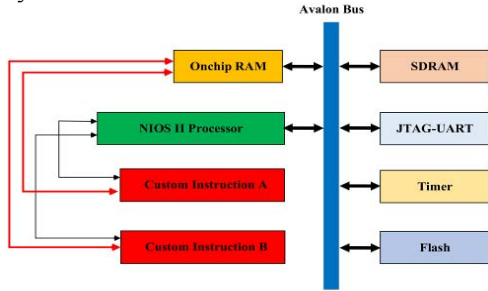 Avalon Bus
Onchip RAM
SDRAM
NIOS II Processor
JTAG-UART
Custom Instruction A
Timer
Custom Instruction B
Flash